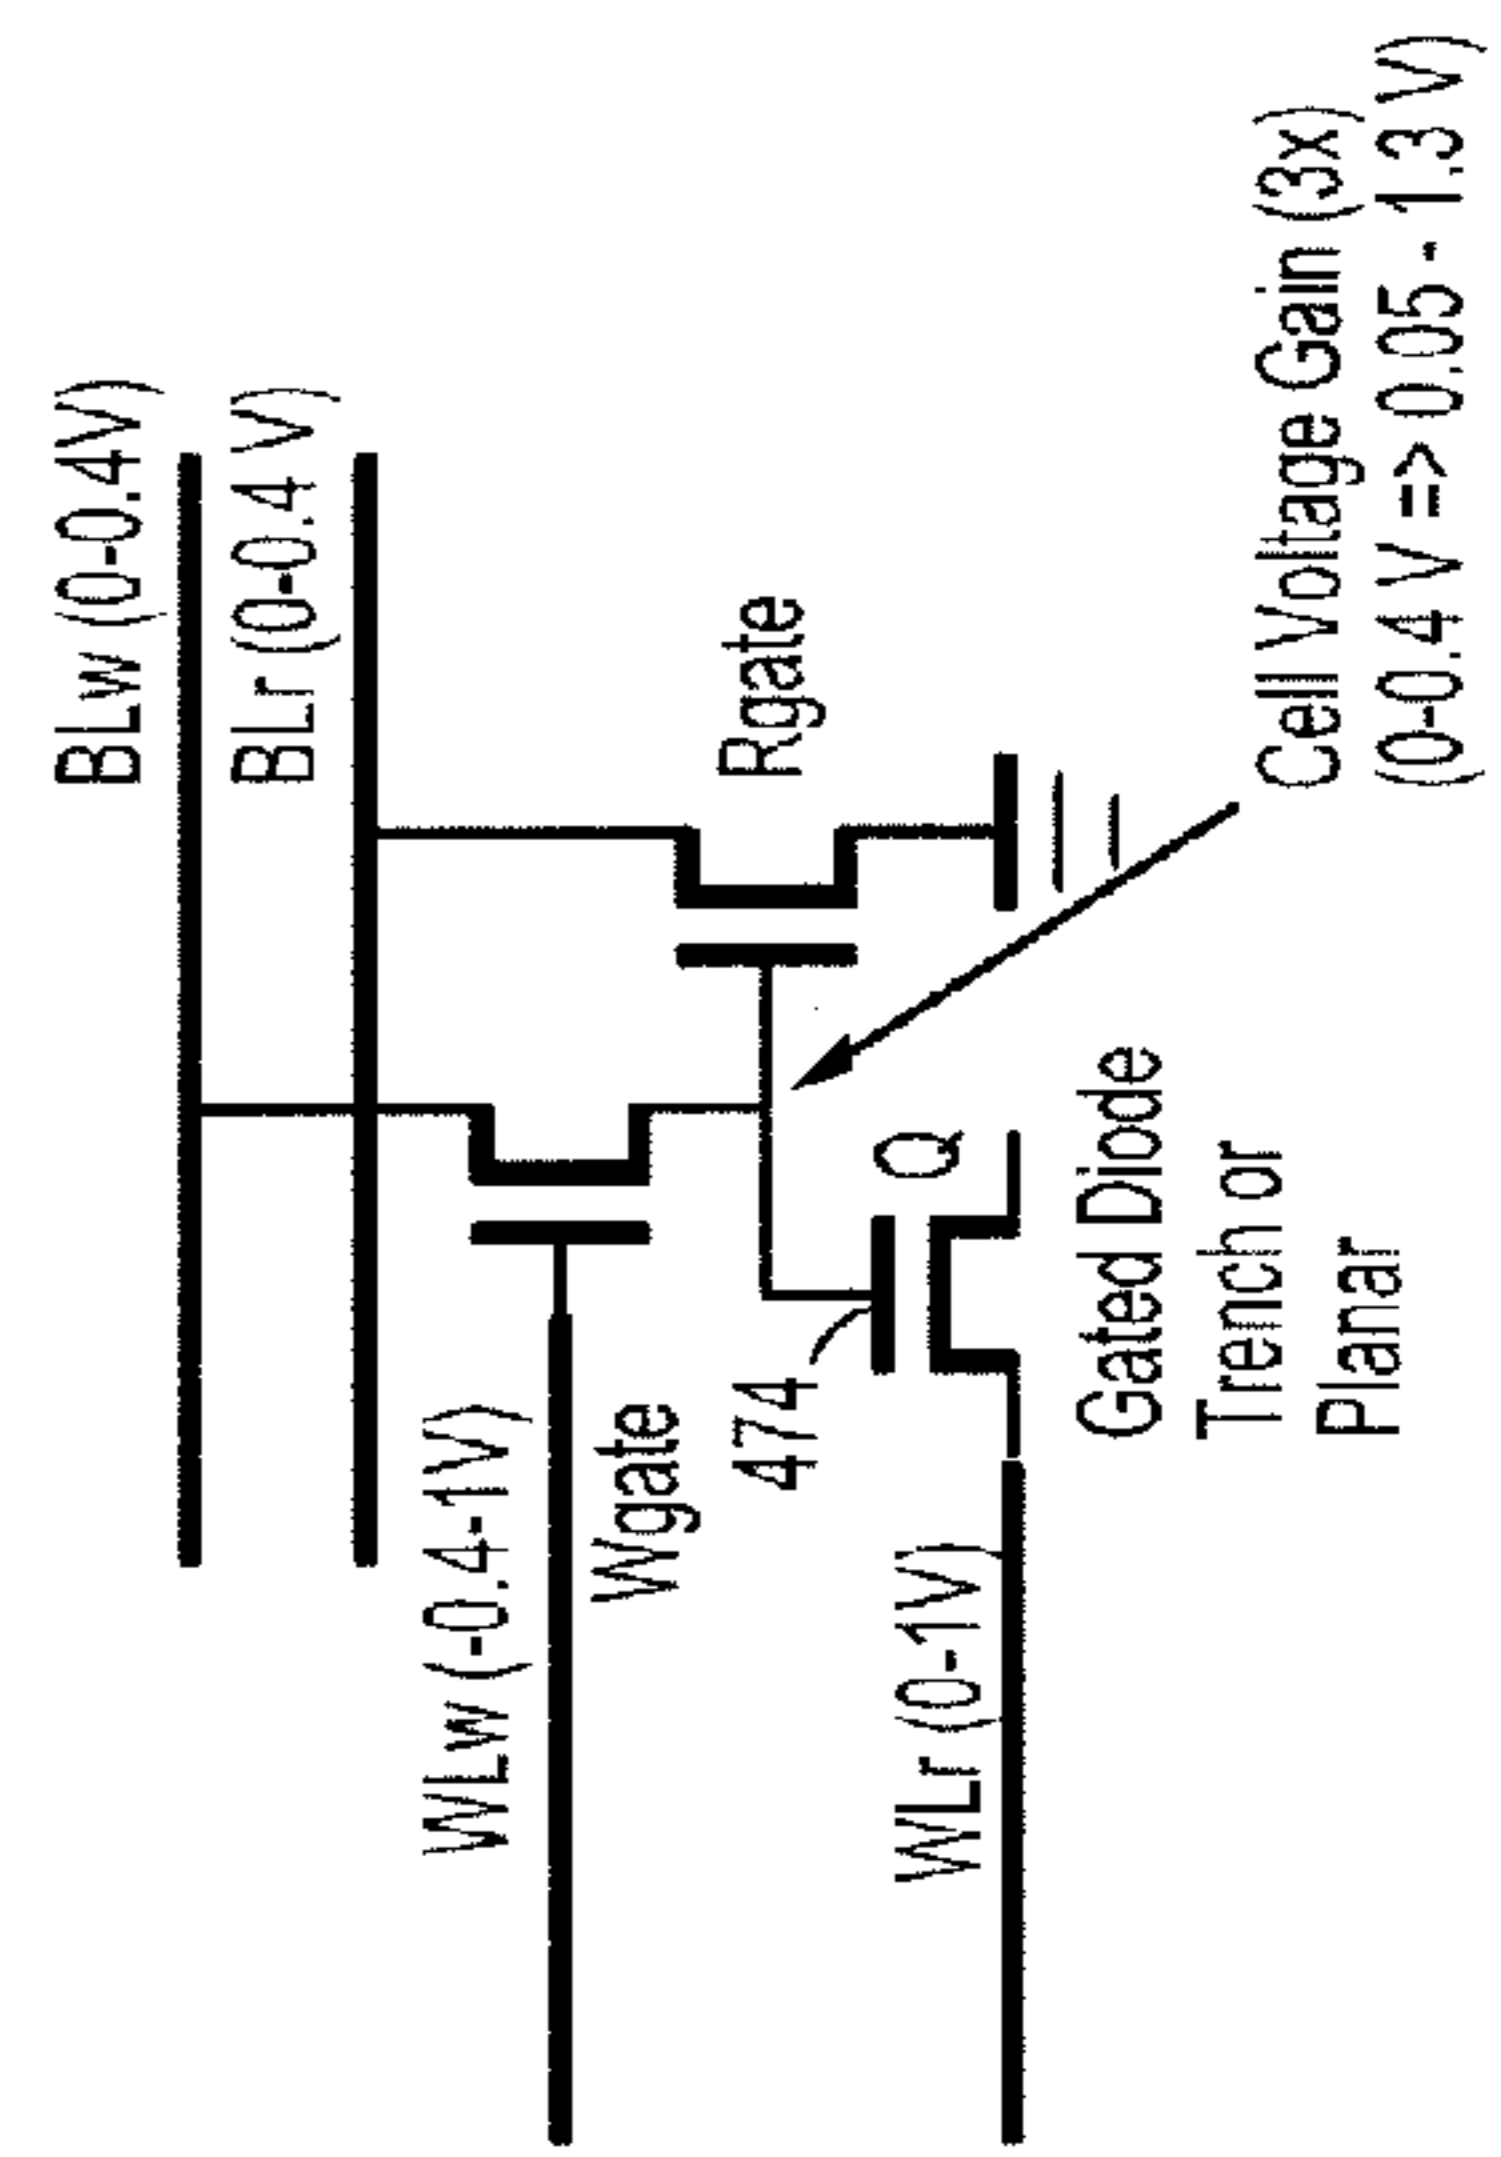 BLw (0-0.4V)
BLr (0-0.4 V)
WLw (-0.4-1V)
Wgate
Rgate
474
Q
WLr (0-1V)
Gated Diode
Trench or
Planar
Cell Voltage Gain (3x)
(0-0.4 V => 0.05 - 1.3 V)